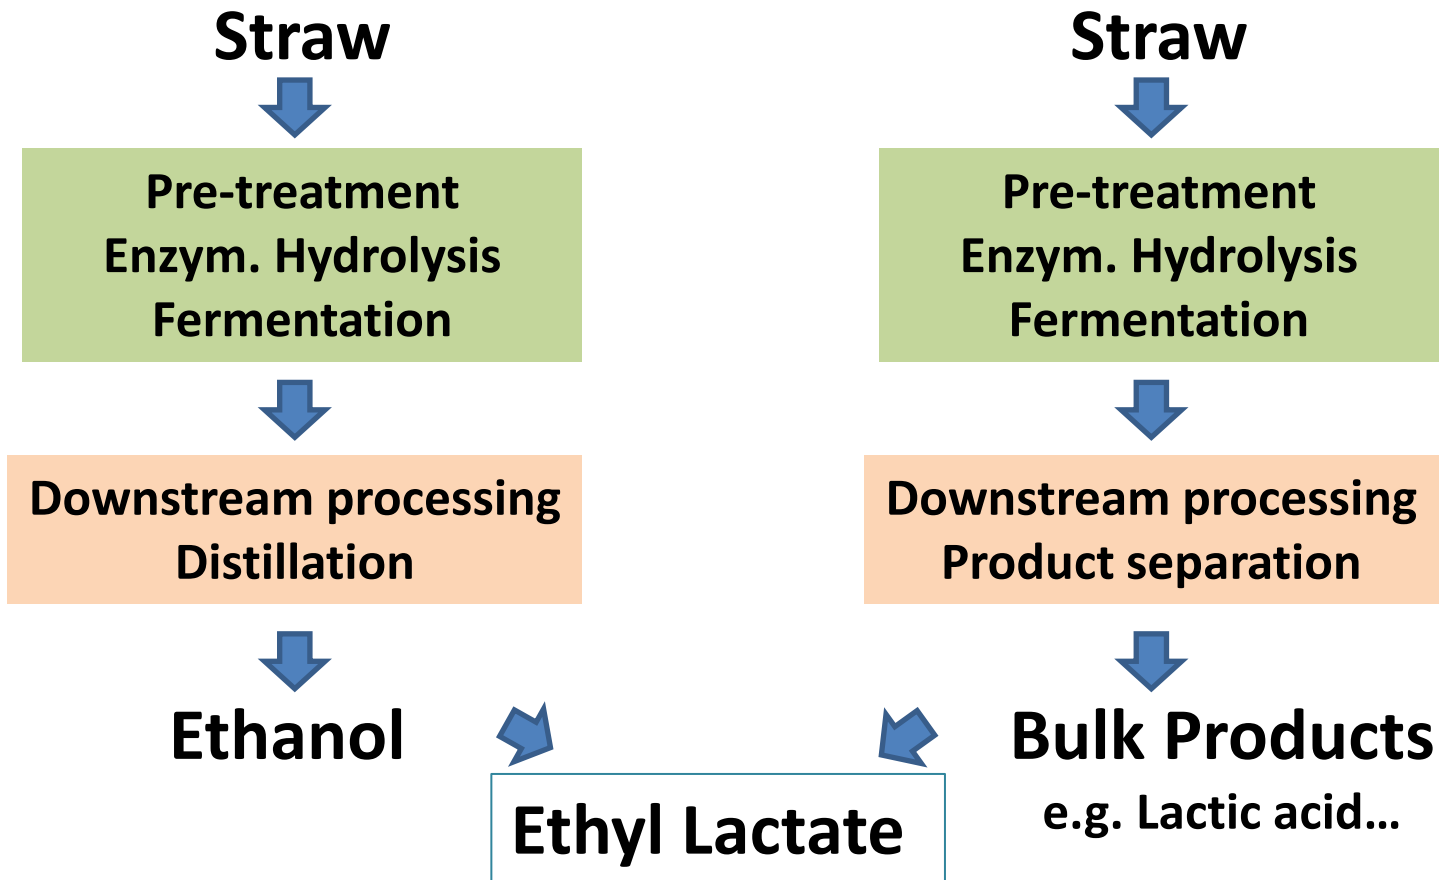 Straw
Pre-treatment
Enzym. Hydrolysis
Fermentation
Downstream processing
Distillation
Ethanol
Straw
Pre-treatment
Enzym. Hydrolysis
Fermentation
Downstream processing
Product separation
Bulk Products
e.g. Lactic acid...
Ethyl Lactate